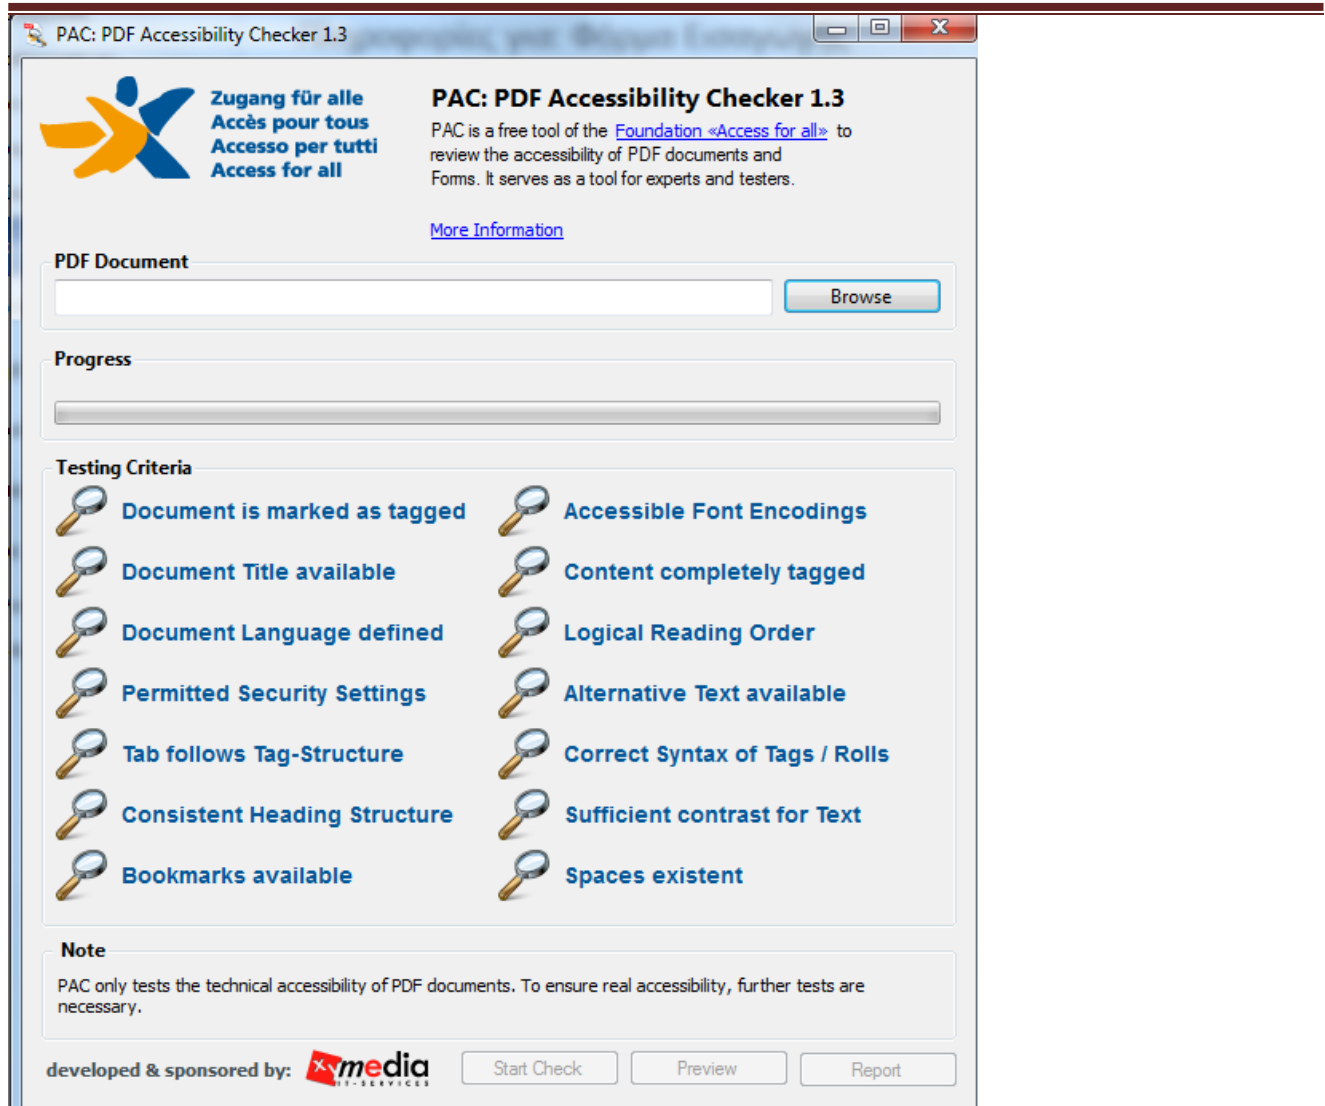 PAC: PDF Accessibility Checker 1.3
Zugang für alle
Accès pour tous
Accesso per tutti
Access for all
PAC: PDF Accessibility Checker 1.3
PAC is a free tool of the Foundation «Access for all» to
review the accessibility of PDF documents and
Forms. It serves as a tool for experts and testers.
More Information
PDF Document
Browse
Progress
Testing Criteria
Document is marked as tagged
Accessible Font Encodings
Document Title available
Content completely tagged
Document Language defined
Logical Reading Order
Permitted Security Settings
Alternative Text available
Tab follows Tag-Structure
Correct Syntax of Tags / Rolls
Consistent Heading Structure
Sufficient contrast for Text
Bookmarks available
Spaces existent
Note
PAC only tests the technical accessibility of PDF documents. To ensure real accessibility, further tests are
necessary.
developed & sponsored by:
xymedia
IT-SERVICES
Start Check
Preview
Report